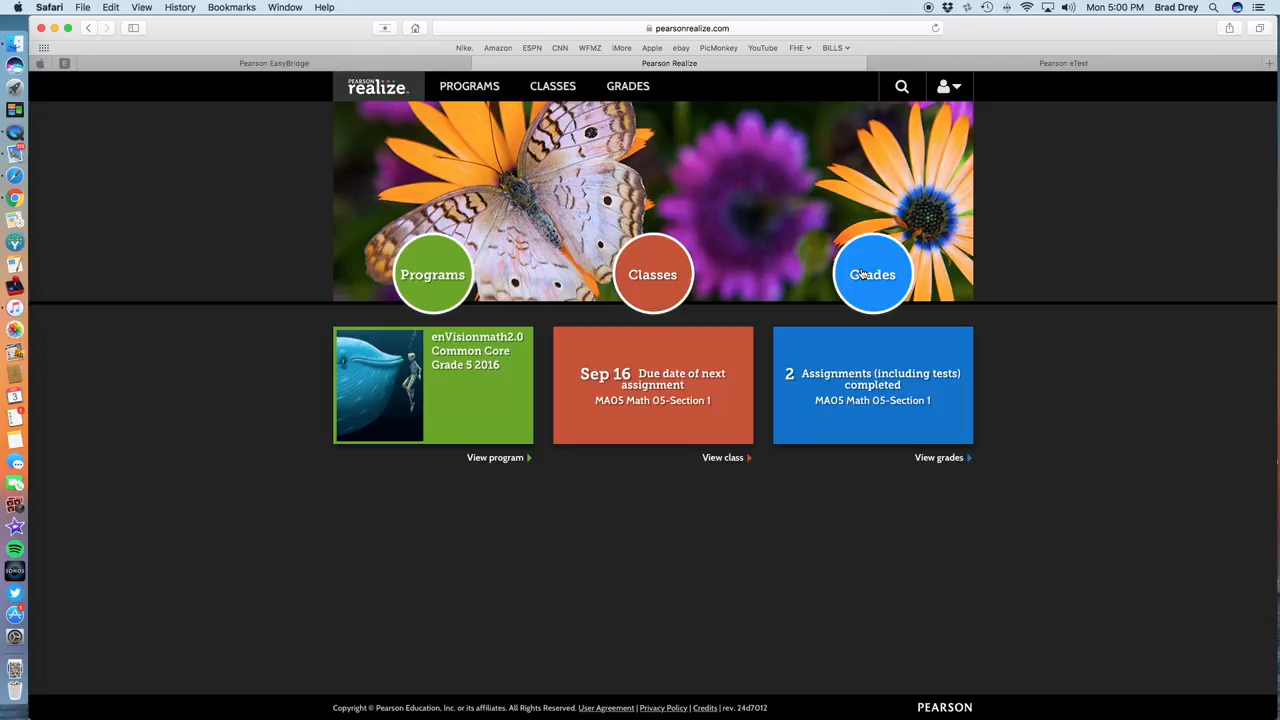 Safari File Edit View History Bookmarks Window Help
Mon 5:00 PM Brad Drey
pearsonrealize.com
Nike. Amazon ESPN CNN WFMZ iMore Apple ebay PicMonkey YouTube FHE BILLS
Pearson EasyBridge Pearson Realize Pearson eText
PEARSON
realize™ PROGRAMS CLASSES GRADES
Programs Classes Grades
enVisionmath2.0
Common Core
Grade 5 2016
Sep 16 Due date of next
assignment
MA05 Math 05-Section 1
2 Assignments (including tests)
completed
MA05 Math 05-Section 1
View program View class View grades
Copyright © Pearson Education, Inc. or its affiliates. All Rights Reserved. User Agreement | Privacy Policy | Credits | rev. 24d7012 PEARSON